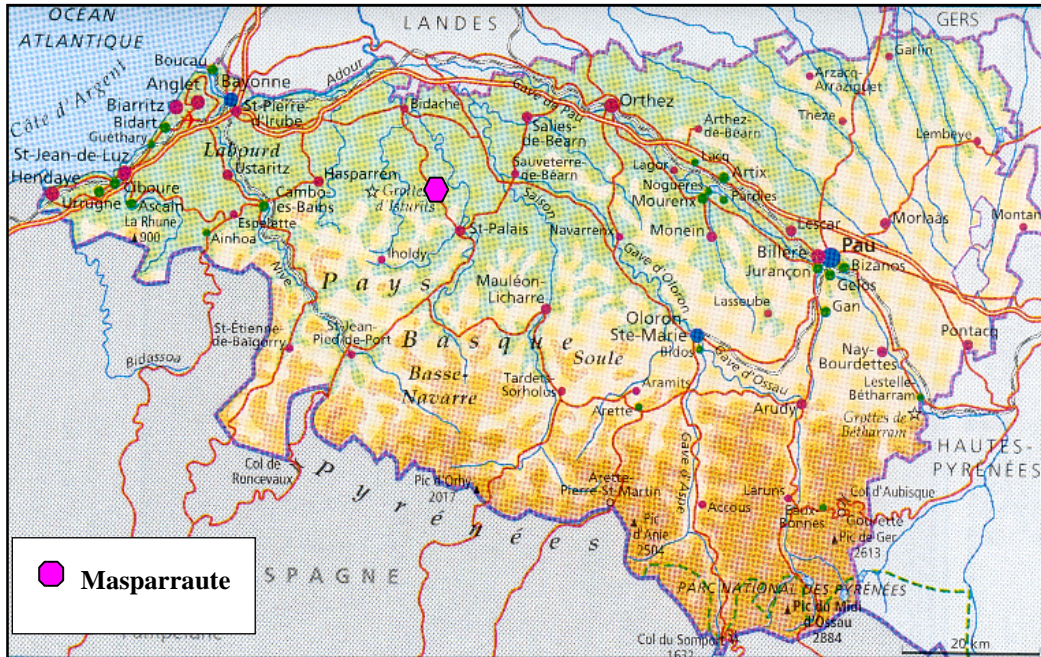 OCÉAN
ATLANTIQUE
LANDES
GERS
Côte d'Argent
Boucau
Adour
Garlin
Anglet
Bayonne
Arzacq-
Arraziguet
Biarritz
St-Pierre-
d'Irube
Bidache
Gave de Pau
Orthez
Bidart
Salies-
de-Béarn
Arthez-
de-Béarn
Thèze
Guéthary
Lembeye
St-Jean-de-Luz
Labourd
Ustaritz
Hasparren
Sauveterre-
de-Béarn
Lagor
Lacq
Artix
Hendaye
Ciboure
Grottes
d'Isturits
Noguères
Pardies
Urrugne
Ascain
Cambo-
les-Bains
Saison
Mourenx
Morlaàs
Montan
La Rhune
900
Espelette
St-Palais
Navarrenx
Monein
Lescar
Ainhoa
Iholdy
Billère
Pau
Jurançon
Bizanos
Gelos
Nive
Pays
Mauléon-
Licharre
Gave d'Oloron
Lasseube
Gan
St-Étienne-
de-Baïgorry
St-Jean-
Pied-de-Port
Basque
Oloron-
Ste-Marie
Pontacq
Bidassoa
Soule
Bidos
Nay-
Bourdettes
Basse-
Navarre
Gave d'Ossau
Tardets-
Sorholus
Aramits
Lestelle-
Bétharram
Arette
Arudy
Grottes de
Bétharram
HAUTES-
PYRÉNÉES
Col de
Roncevaux
Pyrénées
Pic d'Orhy
2017
Arette-
Pierre-St-Martin
Gave d'Aspe
Laruns
Col d'Aubisque
Accous
Eaux-
Bonnes
Gourette
Pic
d'Anie
2504
Pic de Ger
2613
Masparraute
SPAGNE
PARC NATIONAL DES PYRÉNÉES
Pic du Midi
d'Ossau
2884
Col du Somport
1632
20 km